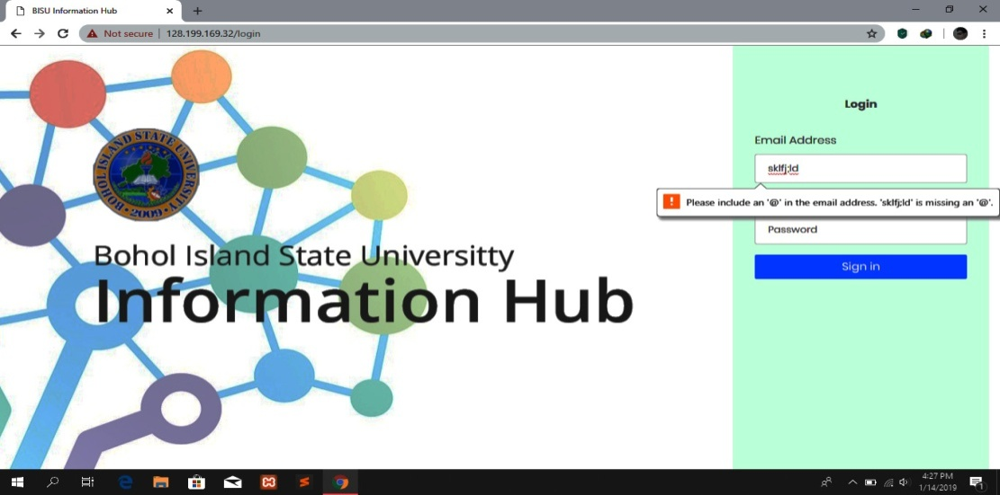 BISU Information Hub
Not secure | 128.199.169.32/login
BOHOL ISLAND STATE UNIVERSITY
2009
Bohol Island State Universitty
Information Hub
Login
Email Address
sklfj;ld
Please include an '@' in the email address. 'sklfj;ld' is missing an '@'.
Password
Sign in
4:27 PM
1/14/2019
1